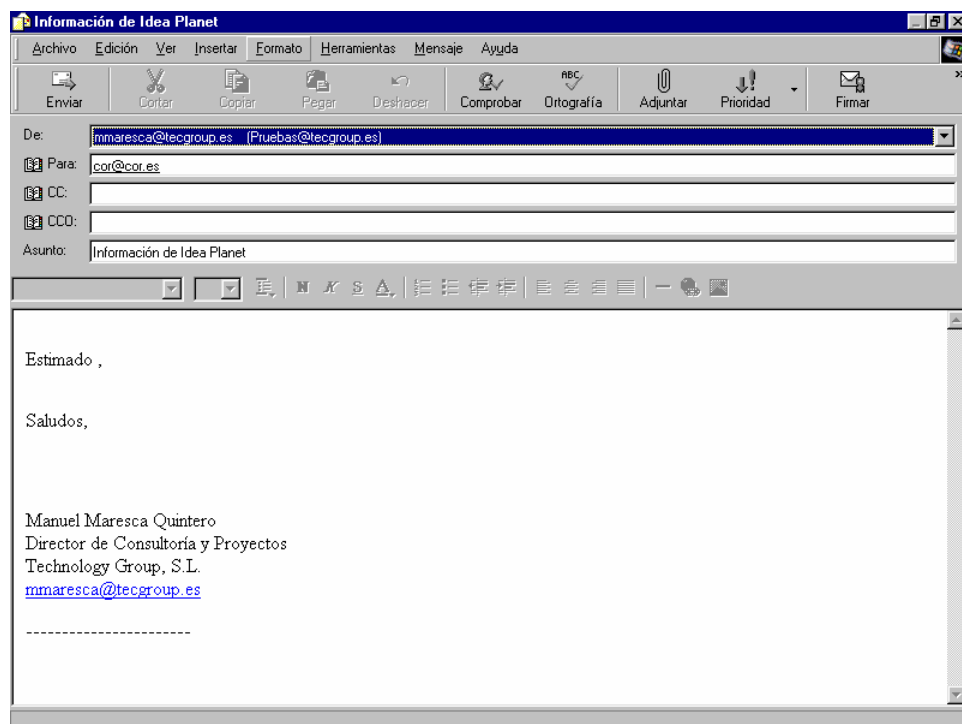 Información de Idea Planet
Archivo Edición Ver Insertar Formato Herramientas Mensaje Ayuda
Enviar Cortar Copiar Pegar Deshacer Comprobar Ortografía Adjuntar Prioridad Firmar
De: mmaresca@tecgroup.es (Pruebas@tecgroup.es)
Para: cor@cor.es
CC:
CCO:
Asunto: Información de Idea Planet
N K S A
Estimado ,
Saludos,
Manuel Maresca Quintero
Director de Consultoría y Proyectos
Technology Group, S.L.
mmaresca@tecgroup.es
------------------------